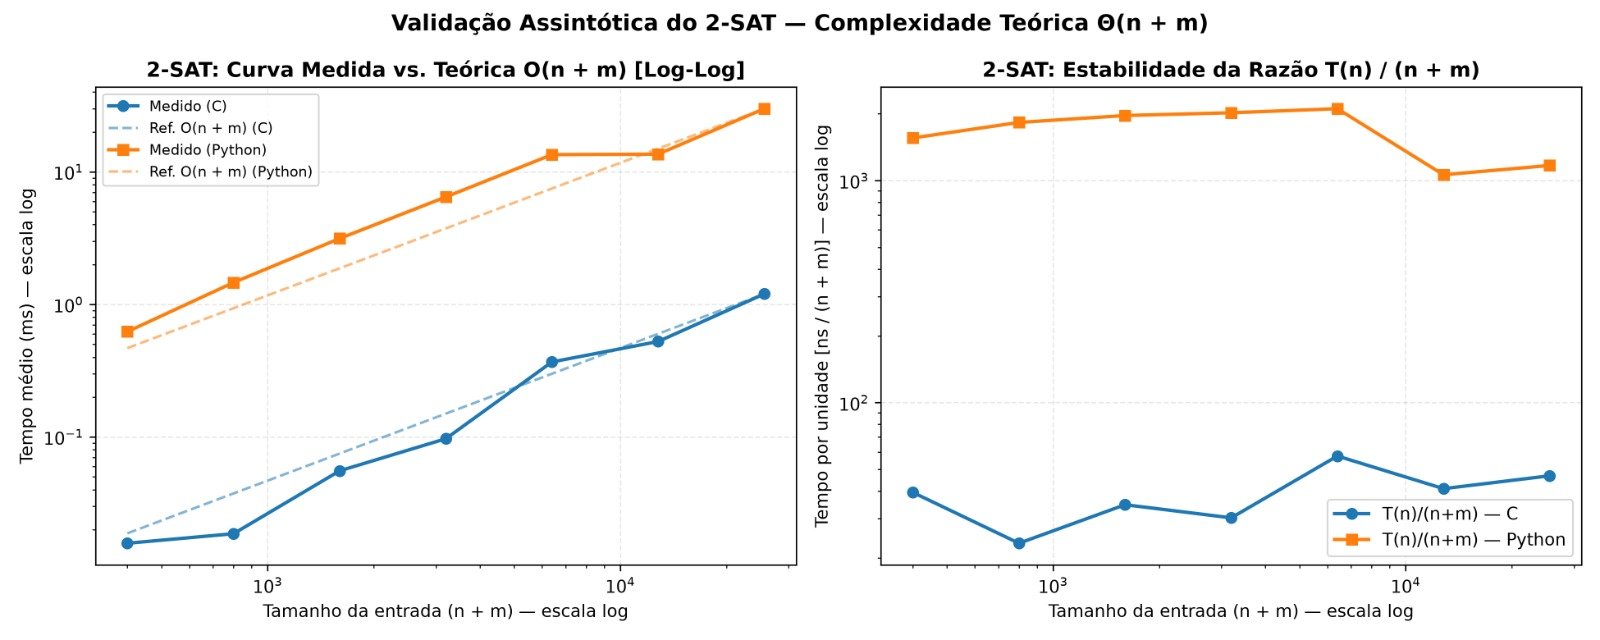 Validação Assintótica do 2-SAT — Complexidade Teórica Θ(n + m)
2-SAT: Curva Medida vs. Teórica O(n + m) [Log-Log]
Medido (C)
Ref. O(n + m) (C)
Medido (Python)
Ref. O(n + m) (Python)
Tempo médio (ms) — escala log
10¹
10⁰
10⁻¹
10³
10⁴
Tamanho da entrada (n + m) — escala log
2-SAT: Estabilidade da Razão T(n) / (n + m)
Tempo por unidade [ns / (n + m)] — escala log
10³
10²
T(n)/(n+m) — C
T(n)/(n+m) — Python
10³
10⁴
Tamanho da entrada (n + m) — escala log